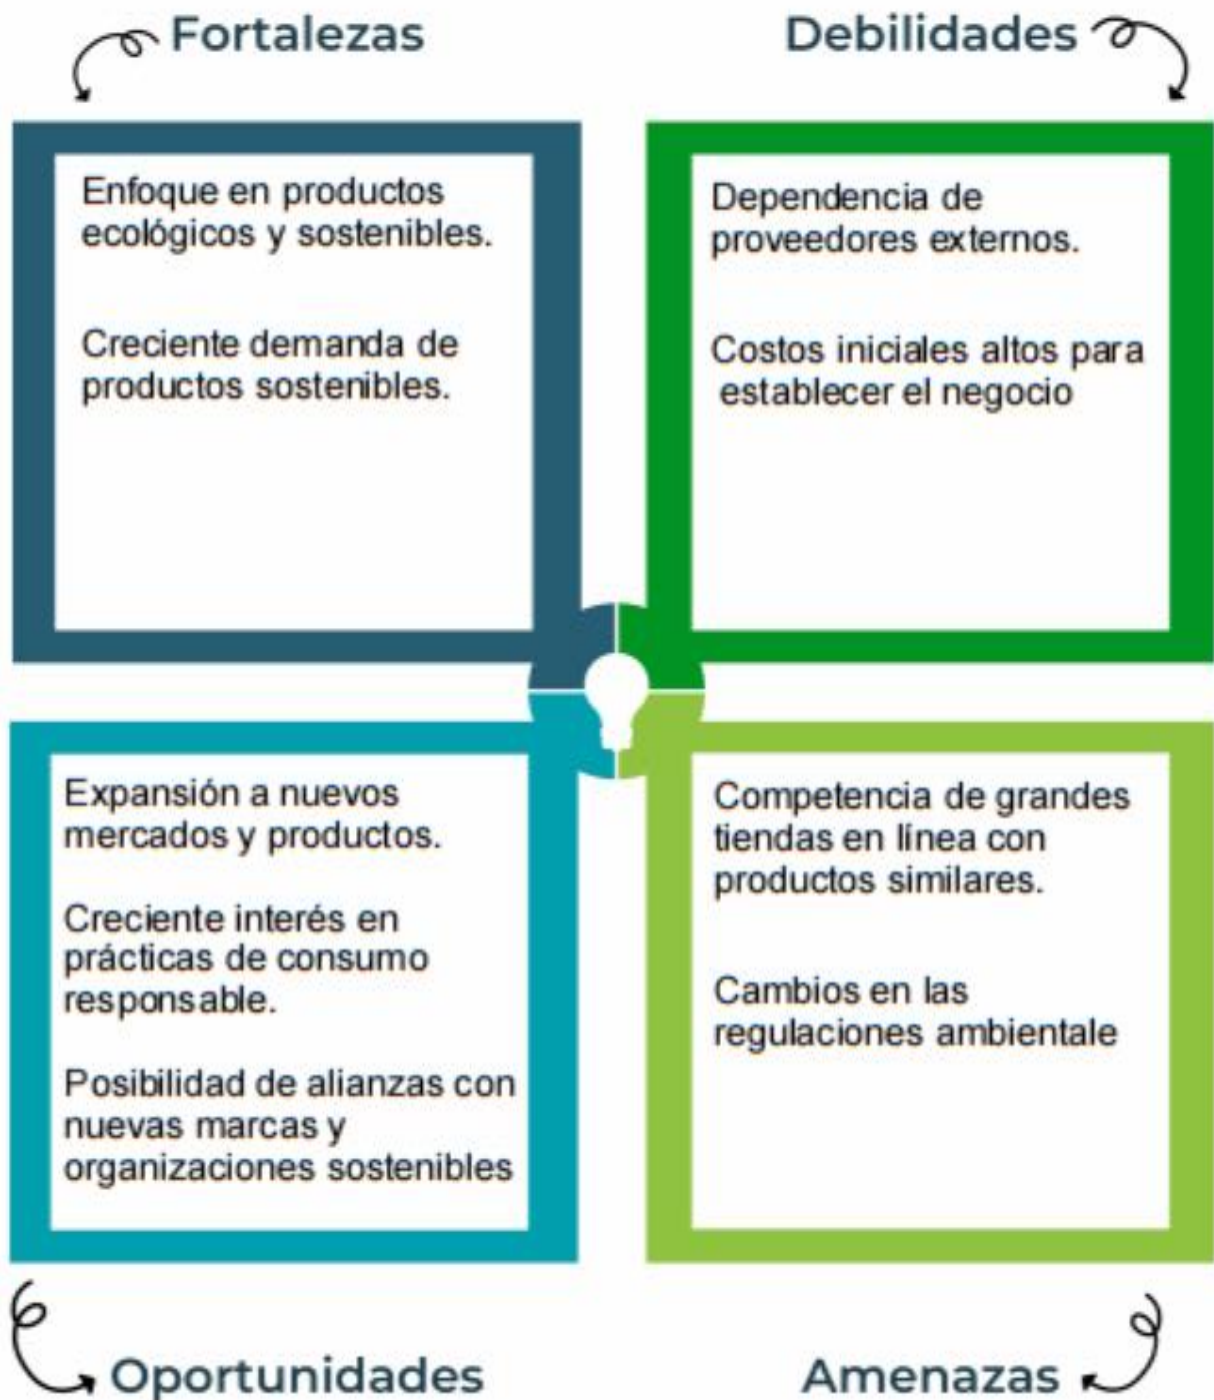 Fortalezas
Enfoque en productos
ecológicos y sostenibles.
Creciente demanda de
productos sostenibles.
Debilidades
Dependencia de
proveedores externos.
Costos iniciales altos para
establecer el negocio
Expansión a nuevos
mercados y productos.
Creciente interés en
prácticas de consumo
responsable.
Posibilidad de alianzas con
nuevas marcas y
organizaciones sostenibles
Oportunidades
Competencia de grandes
tiendas en línea con
productos similares.
Cambios en las
regulaciones ambientale
Amenazas